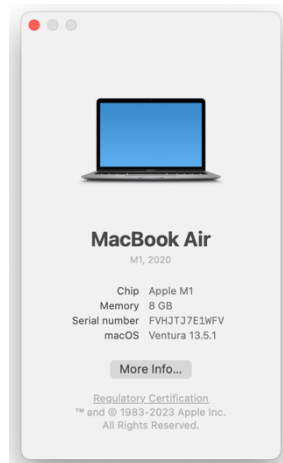 MacBook Air
M1, 2020
Chip Apple M1
Memory 8 GB
Serial number FVHJTJ7E1WFV
macOS Ventura 13.5.1
More Info...
Regulatory Certification
™ and © 1983-2023 Apple Inc.
All Rights Reserved.